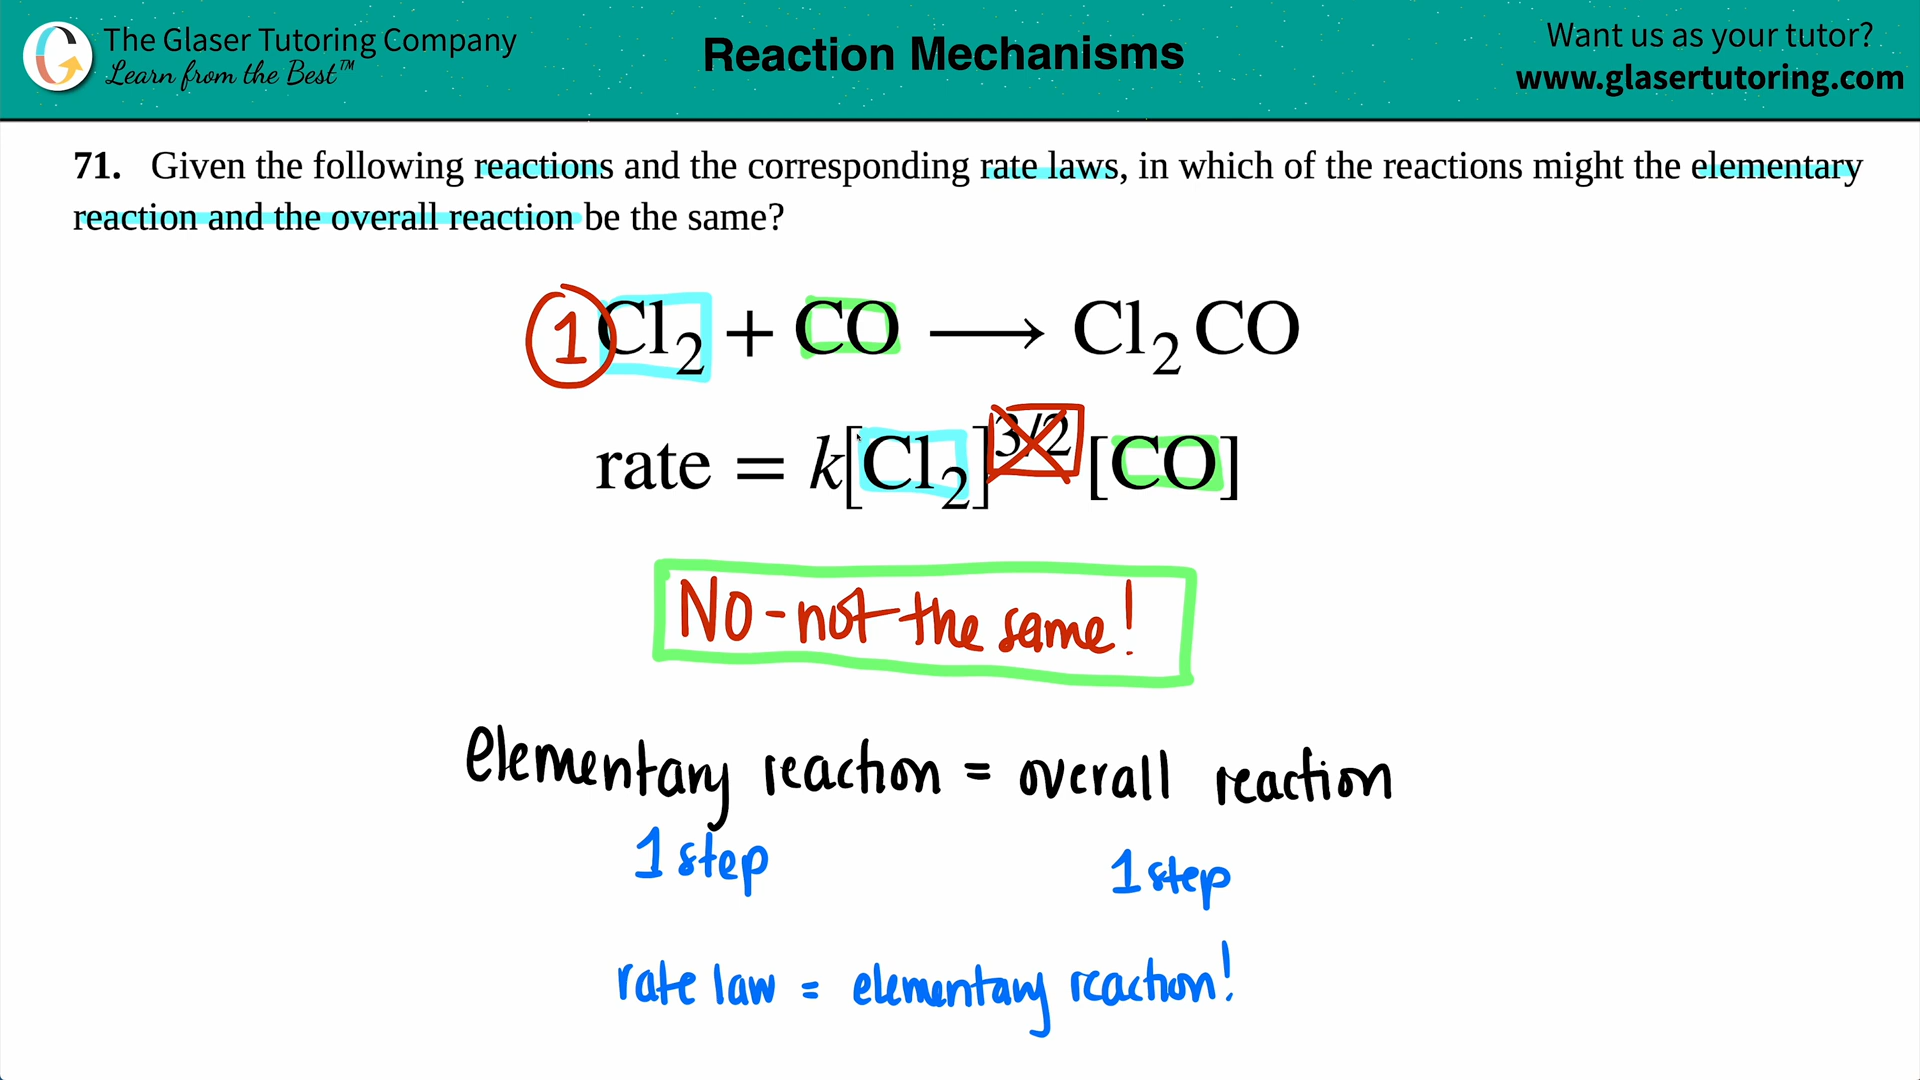 The Glaser Tutoring Company
Learn from the Best™
Reaction Mechanisms
Want us as your tutor?
www.glasertutoring.com
71. Given the following reactions and the corresponding rate laws, in which of the reactions might the elementary
reaction and the overall reaction be the same?
1 Cl₂ + CO ⟶ Cl₂CO
rate = k[Cl₂]^3/2 [CO]
NO - not the same!
elementary reaction = overall reaction
1 step 1 step
rate law = elementary reaction!